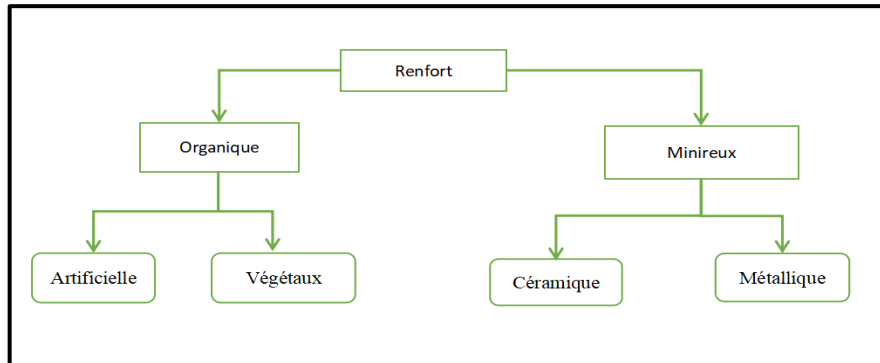 Renfort
Organique
Minireux
Artificielle
Végétaux
Céramique
Métallique